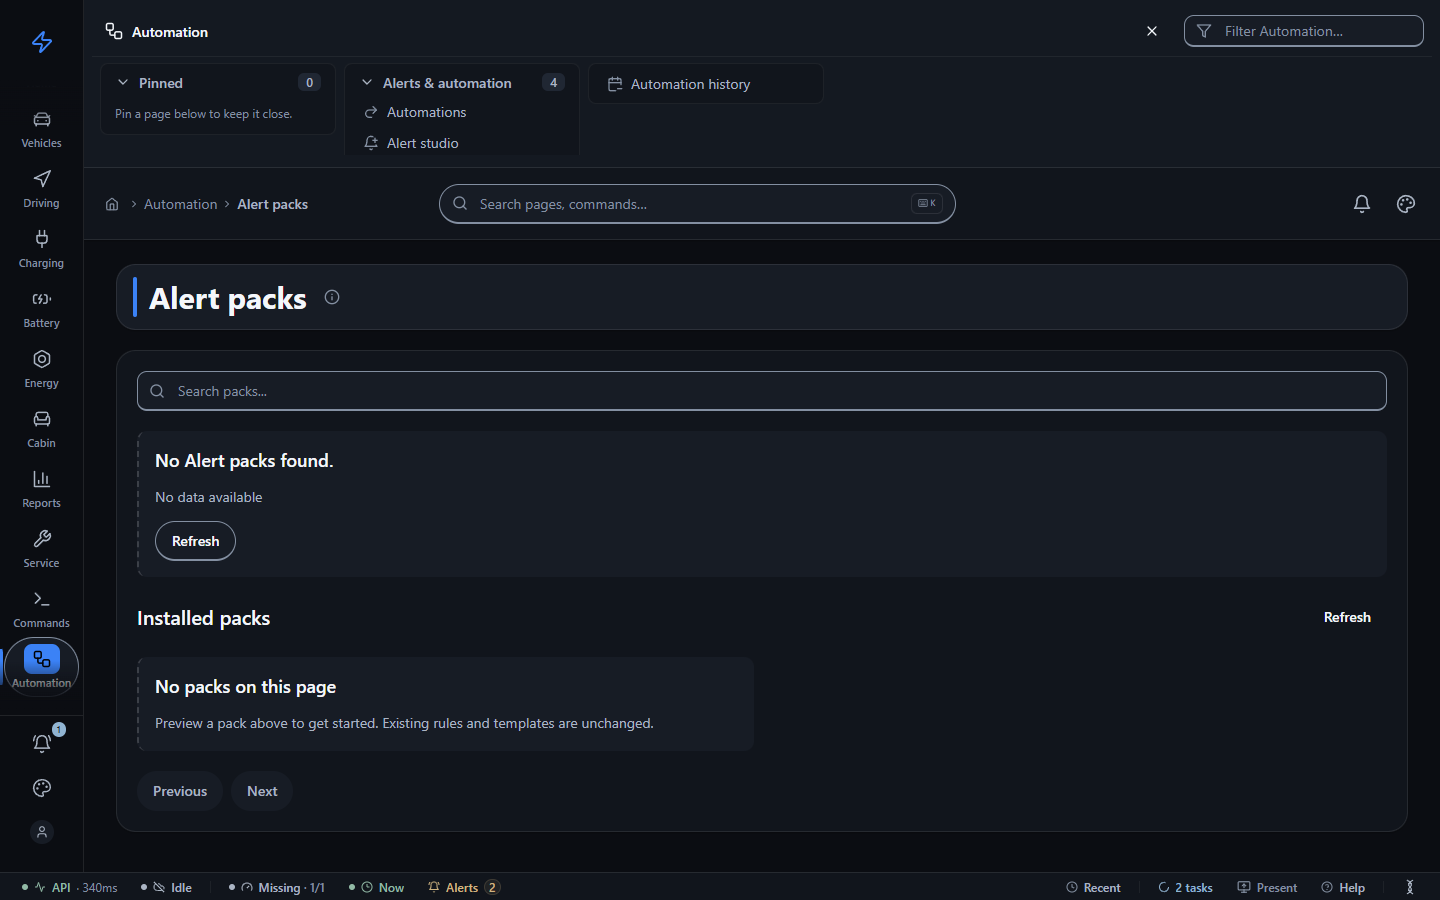 Automation
Filter Automation...
Pinned
0
Pin a page below to keep it close.
Alerts & automation
4
Automations
Alert studio
Automation history
Vehicles
Driving
Charging
Battery
Energy
Cabin
Reports
Service
Commands
Automation
1
Automation
Alert packs
Search pages, commands...
K
Alert packs
Search packs...
No Alert packs found.
No data available
Refresh
Installed packs
Refresh
No packs on this page
Preview a pack above to get started. Existing rules and templates are unchanged.
Previous
Next
API · 340ms
Idle
Missing · 1/1
Now
Alerts 2
Recent
2 tasks
Present
Help